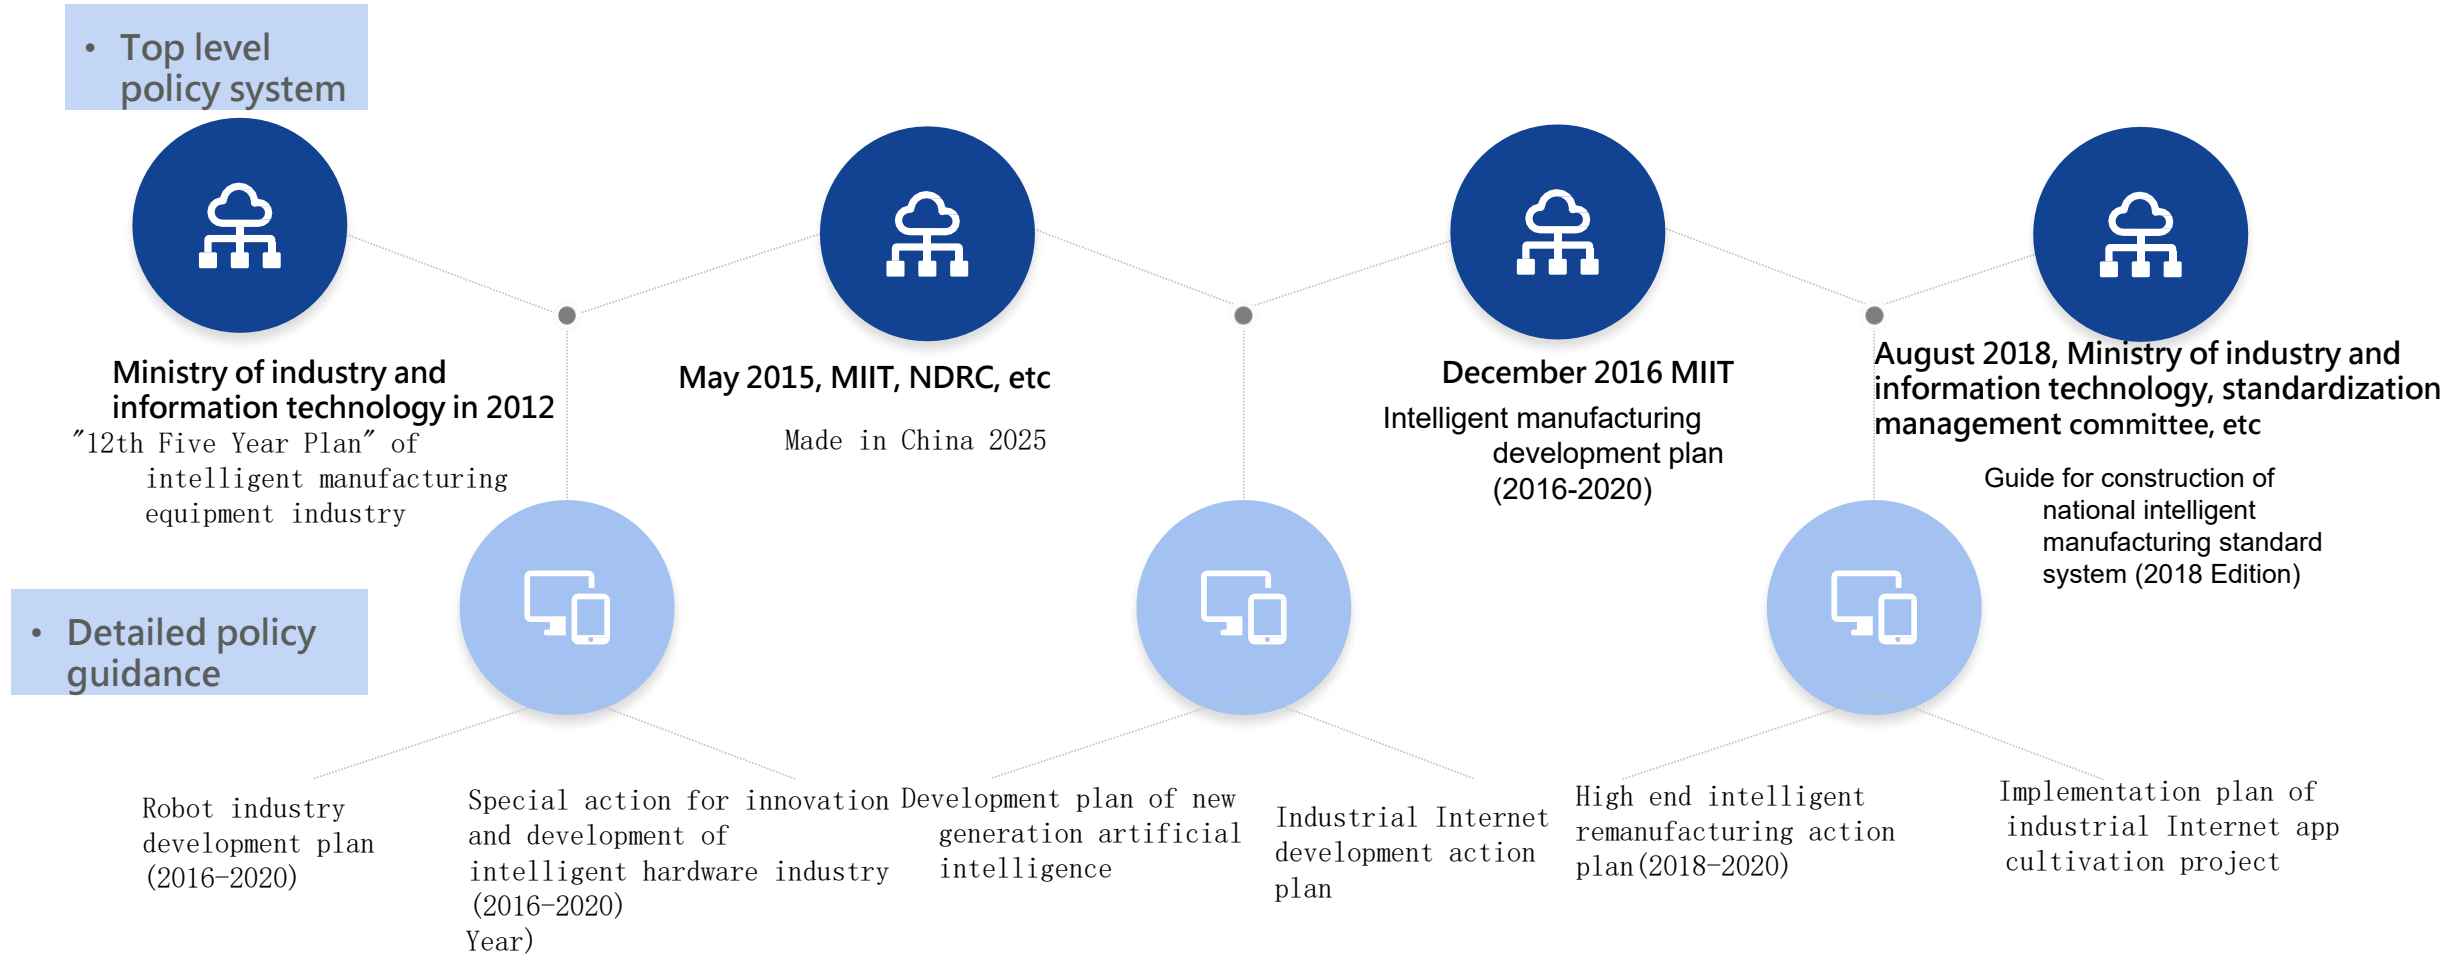 • Top level
policy system
Ministry of industry and
information technology in 2012
"12th Five Year Plan" of
intelligent manufacturing
equipment industry
May 2015, MIIT, NDRC, etc
Made in China 2025
December 2016 MIIT
Intelligent manufacturing
development plan
(2016-2020)
August 2018, Ministry of industry and
information technology, standardization
management committee, etc
Guide for construction of
national intelligent
manufacturing standard
system (2018 Edition)
• Detailed policy
guidance
Robot industry
development plan
(2016-2020)
Special action for innovation
and development of
intelligent hardware industry
(2016-2020)
Year)
Development plan of new
generation artificial
intelligence
Industrial Internet
development action
plan
High end intelligent
remanufacturing action
plan(2018-2020)
Implementation plan of
industrial Internet app
cultivation project